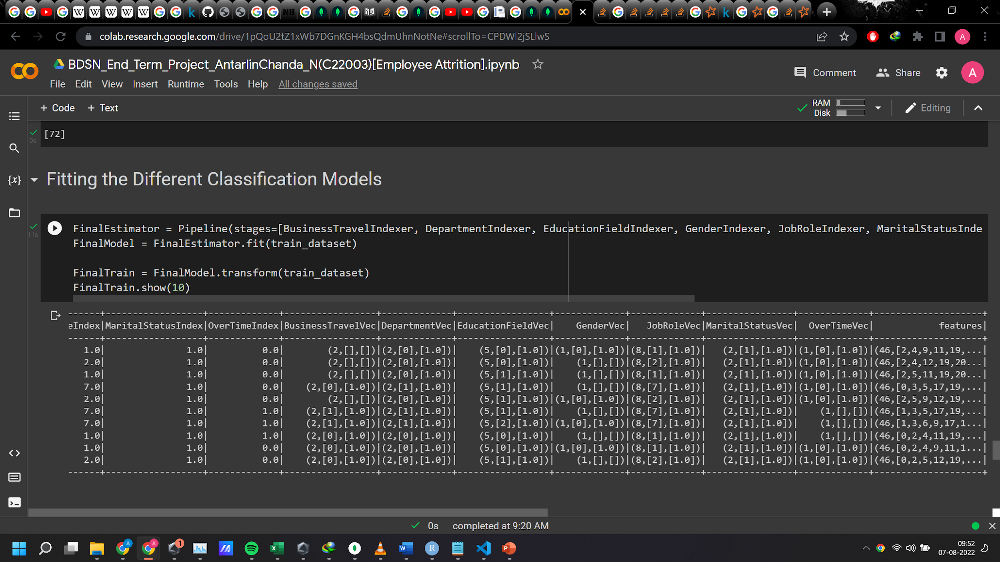 colab.research.google.com/drive/1pQoU2tZ1xWb7DGnKGH4bsQdmUhnNotNe#scrollTo=CPDWl2jSLlwS
A
BDSN_End_Term_Project_AntarlinChanda_N(C22003)[Employee Attrition].ipynb
Comment
Share
A
File Edit View Insert Runtime Tools Help All changes saved
+ Code + Text
RAM
Disk
Editing
[72]
0s
{x}
Fitting the Different Classification Models
11s
FinalEstimator = Pipeline(stages=[BusinessTravelIndexer, DepartmentIndexer, EducationFieldIndexer, GenderIndexer, JobRoleIndexer, MaritalStatusInde
FinalModel = FinalEstimator.fit(train_dataset)
FinalTrain = FinalModel.transform(train_dataset)
FinalTrain.show(10)
------+------------------+-------------+-----------------+-------------+-----------------+-------------+-------------+----------------+-------------+--------------------+
eIndex|MaritalStatusIndex|OverTimeIndex|BusinessTravelVec|DepartmentVec|EducationFieldVec|    GenderVec|   JobRoleVec|MaritalStatusVec|  OverTimeVec|            features|
------+------------------+-------------+-----------------+-------------+-----------------+-------------+-------------+----------------+-------------+--------------------+
1.0|               1.0|          0.0|        (2,[],[])|(2,[0],[1.0])|    (5,[0],[1.0])|(1,[0],[1.0])|(8,[1],[1.0])|   (2,[1],[1.0])|(1,[0],[1.0])|(46,[2,4,9,11,19,...|
2.0|               1.0|          0.0|        (2,[],[])|(2,[0],[1.0])|    (5,[0],[1.0])|    (1,[],[])|(8,[2],[1.0])|   (2,[1],[1.0])|(1,[0],[1.0])|(46,[2,4,12,19,20...|
1.0|               1.0|          0.0|        (2,[],[])|(2,[0],[1.0])|    (5,[1],[1.0])|    (1,[],[])|(8,[1],[1.0])|   (2,[1],[1.0])|(1,[0],[1.0])|(46,[2,5,11,19,20...|
7.0|               1.0|          0.0|    (2,[0],[1.0])|(2,[1],[1.0])|    (5,[1],[1.0])|    (1,[],[])|(8,[7],[1.0])|   (2,[1],[1.0])|(1,[0],[1.0])|(46,[0,3,5,17,19,...|
2.0|               1.0|          0.0|        (2,[],[])|(2,[0],[1.0])|    (5,[1],[1.0])|(1,[0],[1.0])|(8,[2],[1.0])|   (2,[1],[1.0])|(1,[0],[1.0])|(46,[2,5,9,12,19,...|
7.0|               1.0|          1.0|    (2,[1],[1.0])|(2,[1],[1.0])|    (5,[1],[1.0])|    (1,[],[])|(8,[7],[1.0])|   (2,[1],[1.0])|    (1,[],[])|(46,[1,3,5,17,19,...|
7.0|               1.0|          1.0|    (2,[1],[1.0])|(2,[1],[1.0])|    (5,[2],[1.0])|(1,[0],[1.0])|(8,[7],[1.0])|   (2,[1],[1.0])|    (1,[],[])|(46,[1,3,6,9,17,1...|
1.0|               1.0|          1.0|    (2,[0],[1.0])|(2,[0],[1.0])|    (5,[0],[1.0])|    (1,[],[])|(8,[1],[1.0])|   (2,[1],[1.0])|    (1,[],[])|(46,[0,2,4,11,19,...|
1.0|               1.0|          0.0|    (2,[0],[1.0])|(2,[0],[1.0])|    (5,[0],[1.0])|(1,[0],[1.0])|(8,[1],[1.0])|   (2,[1],[1.0])|(1,[0],[1.0])|(46,[0,2,4,9,11,1...|
2.0|               1.0|          0.0|    (2,[0],[1.0])|(2,[0],[1.0])|    (5,[1],[1.0])|    (1,[],[])|(8,[2],[1.0])|   (2,[1],[1.0])|(1,[0],[1.0])|(46,[0,2,5,12,19,...|
------+------------------+-------------+-----------------+-------------+-----------------+-------------+-------------+----------------+-------------+--------------------+
0s completed at 9:20 AM
09:52
07-08-2022